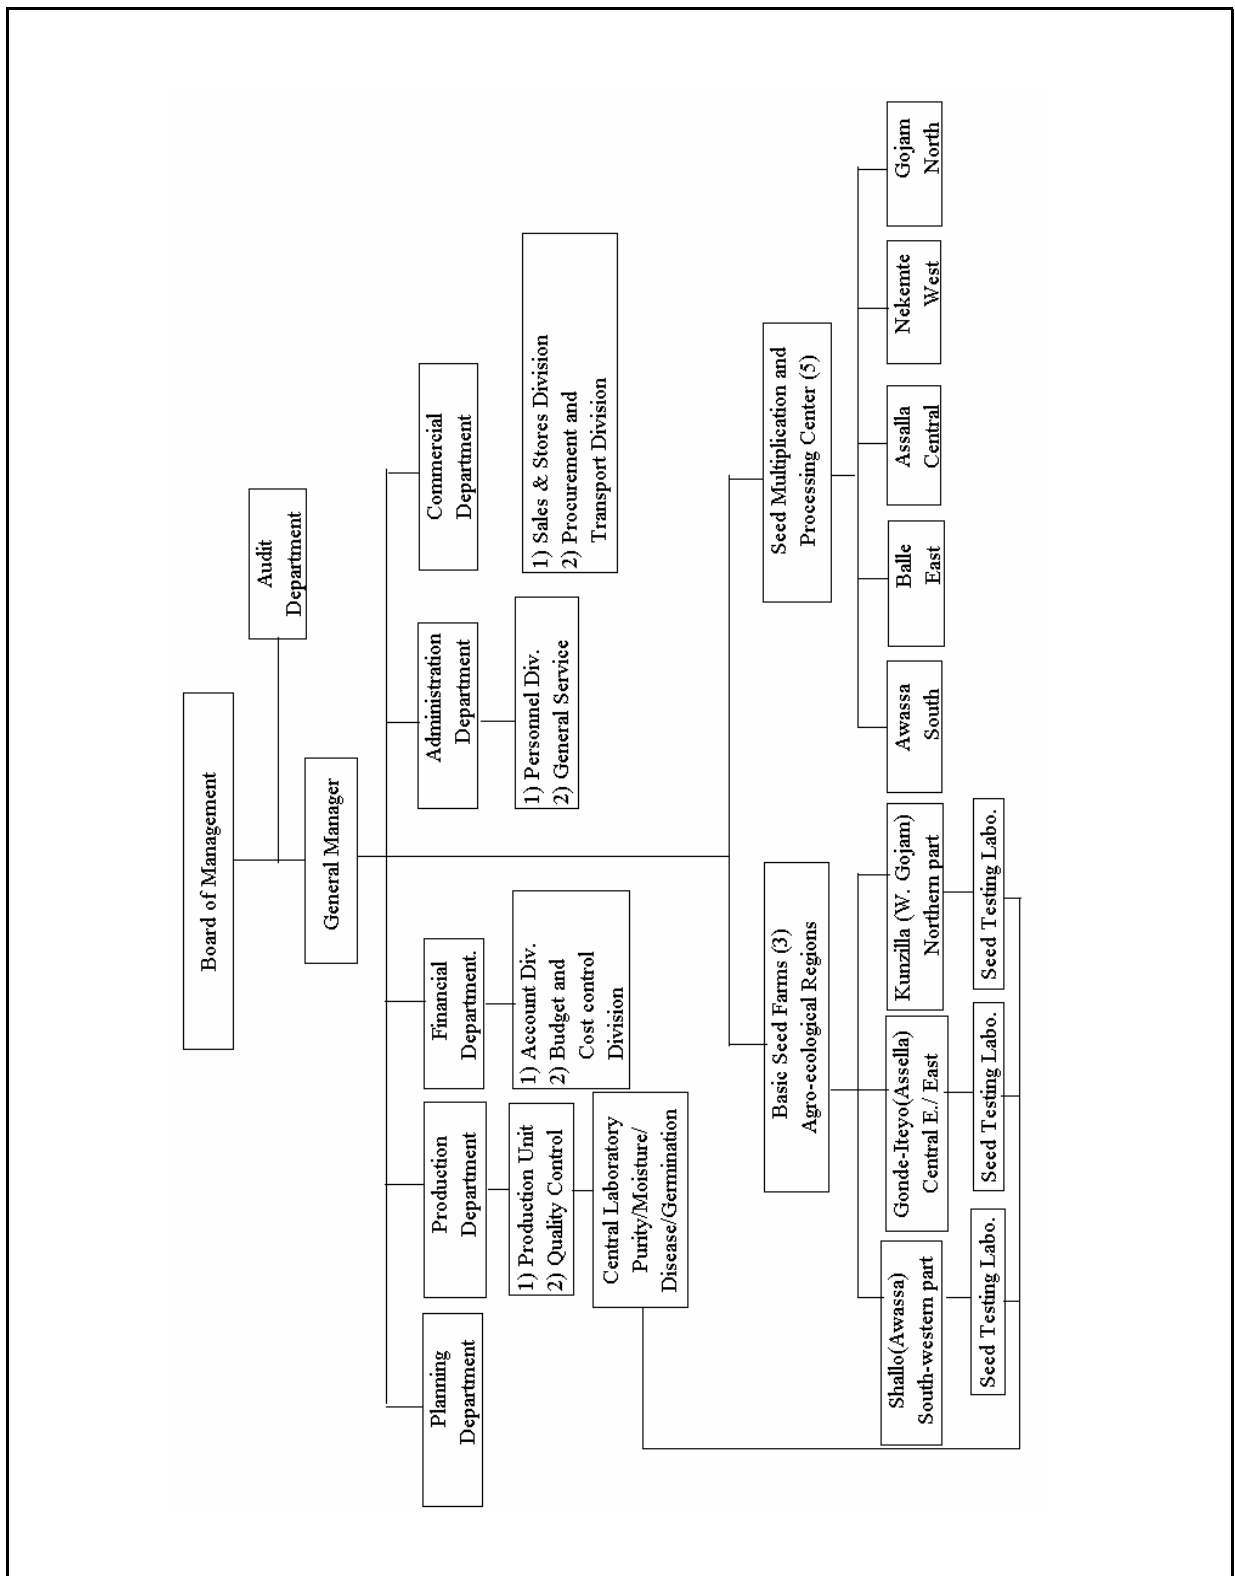 Board of Management
Audit
Department
General Manager
Planning
Department
Production
Department
Financial
Department.
Administration
Department
Commercial
Department
1) Production Unit
2) Quality Control
1) Account Div.
2) Budget and
Cost control
Division
1) Personnel Div.
2) General Service
1) Sales & Stores Division
2) Procurement and
Transport Division
Central Laboratory
Purity/Moisture/
Disease/Germination
Basic Seed Farms (3)
Agro-ecological Regions
Seed Multiplication and
Processing Center (5)
Shallo(Awassa)
South-western part
Gonde-Iteyo(Assella)
Central E./ East
Kunzilla (W. Gojam)
Northern part
Awassa
South
Balle
East
Assalla
Central
Nekemte
West
Gojam
North
Seed Testing Labo.
Seed Testing Labo.
Seed Testing Labo.